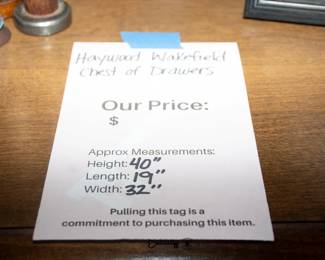 Haywood Wakefield
Chest of Drawers
Our Price:
$
Approx Measurements:
Height: 40"
Length: 19"
Width: 32"
Pulling this tag is a
commitment to purchasing this item.